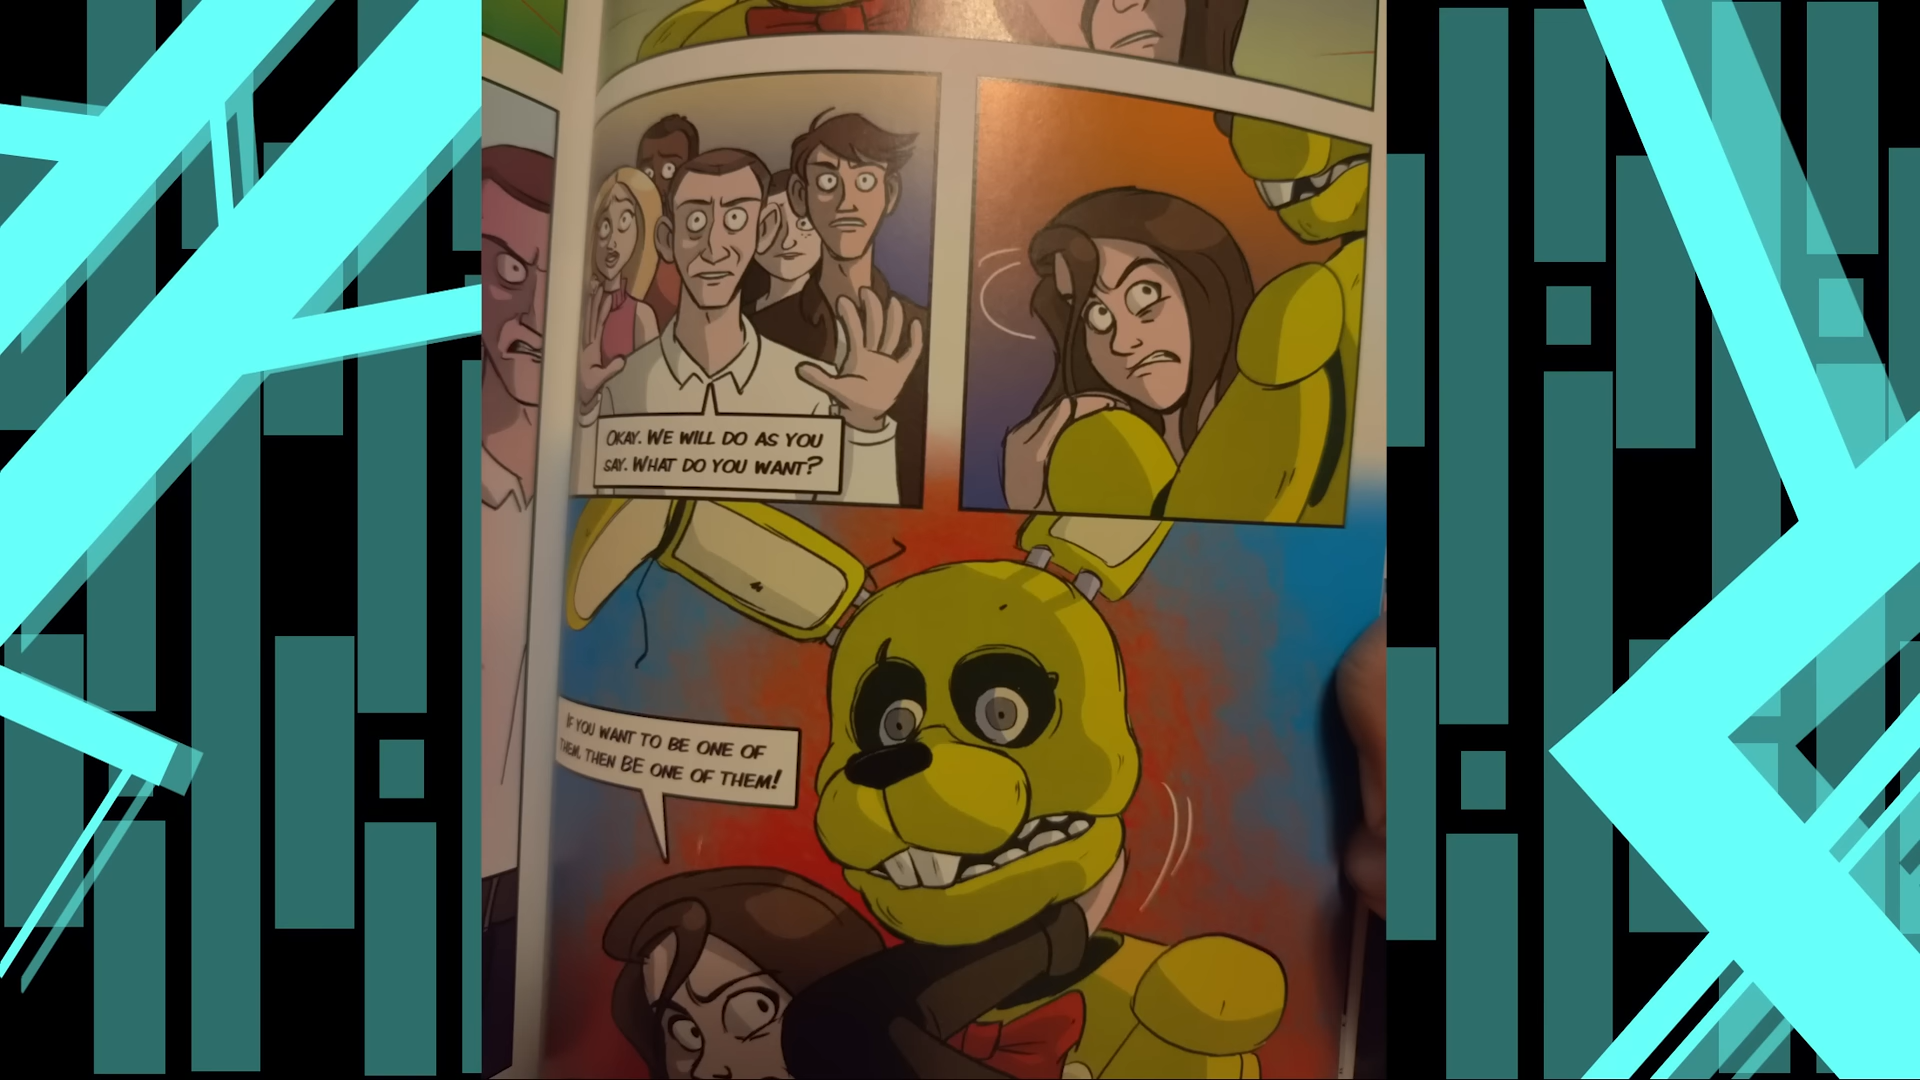 OKAY. WE WILL DO AS YOU
SAY. WHAT DO YOU WANT?
IF YOU WANT TO BE ONE OF
THEM, THEN BE ONE OF THEM!